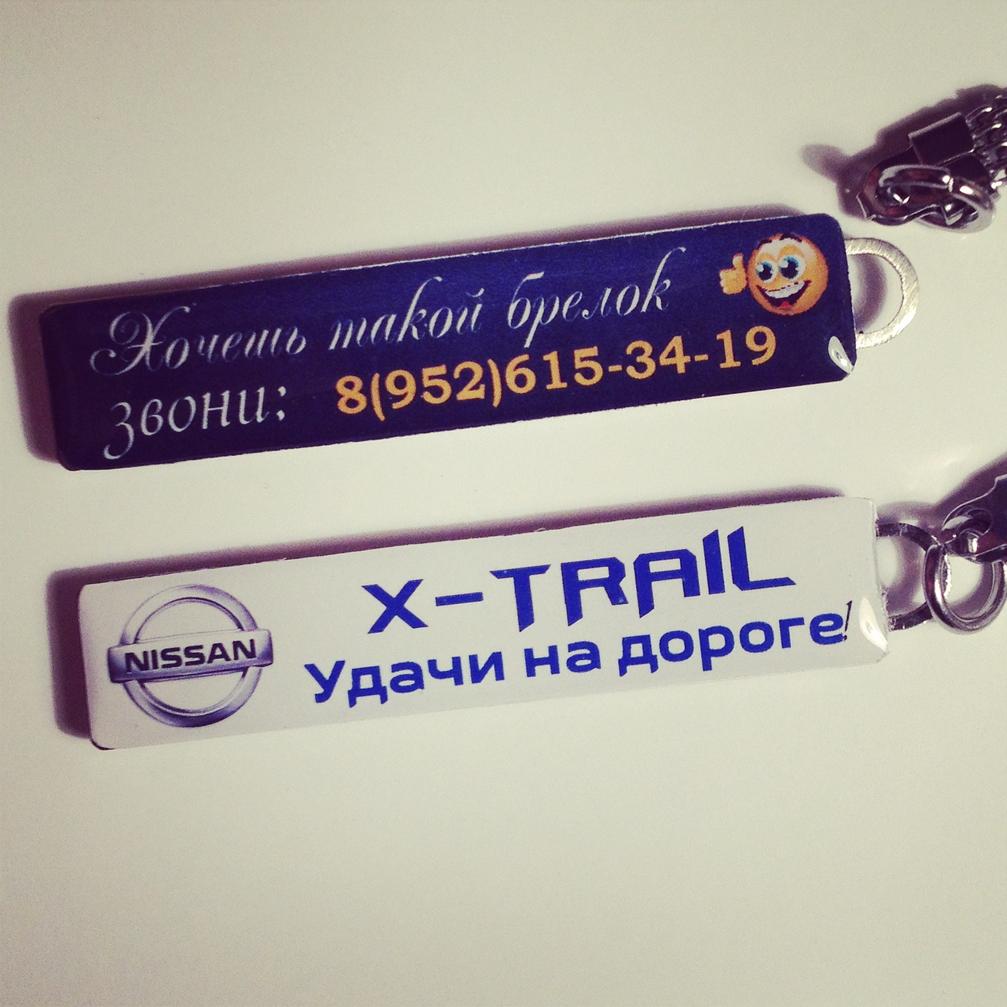 Хочешь такой брелок
звони: 8(952)615-34-19
X-TRAIL
NISSAN
Удачи на дороге!